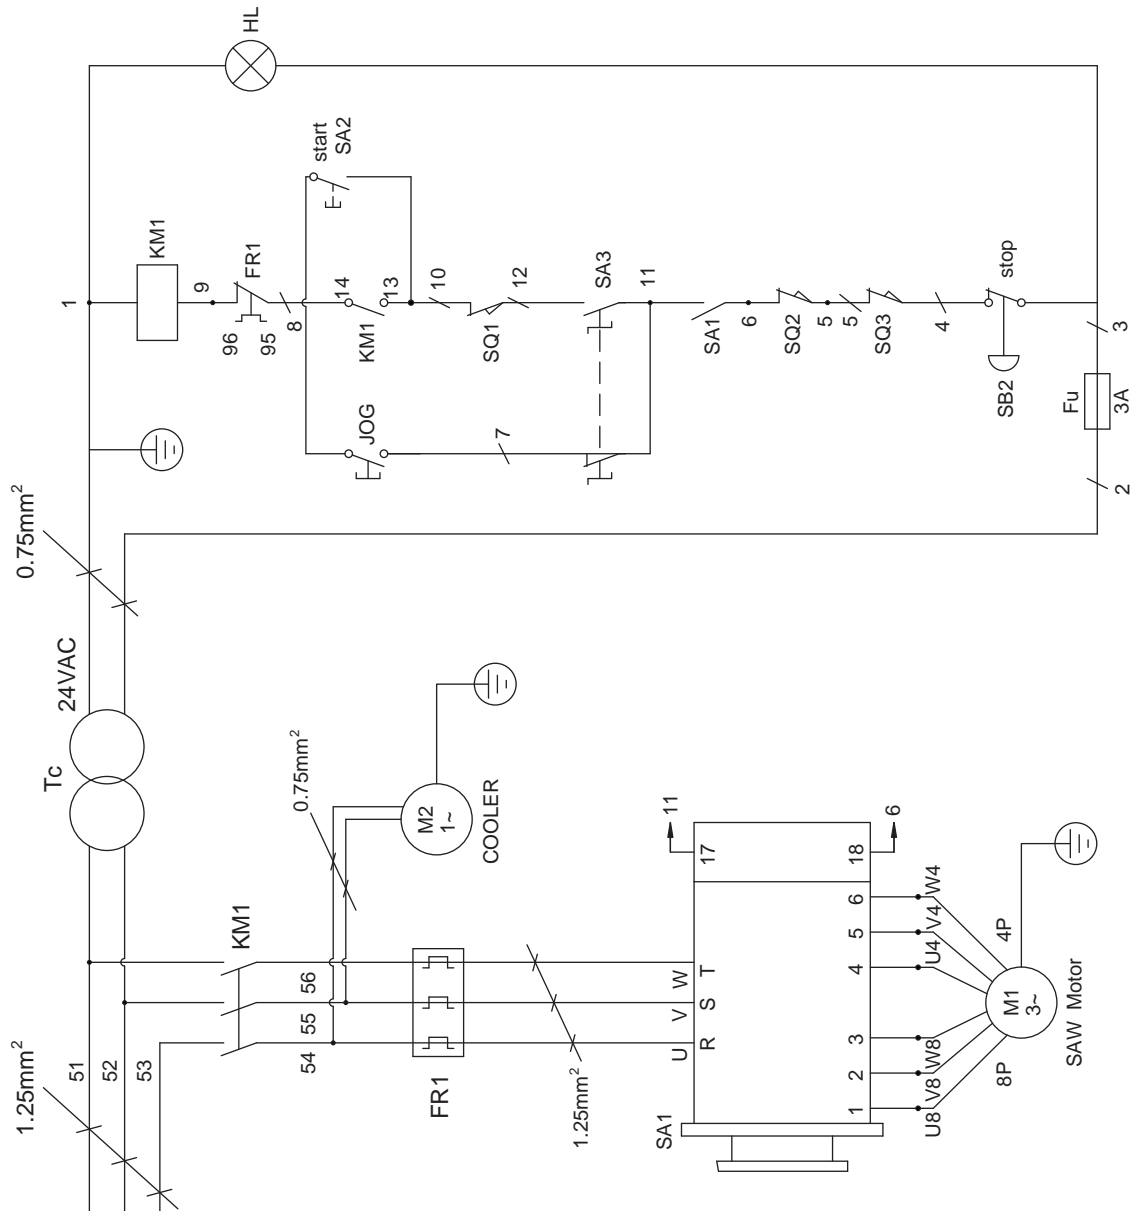 HL
start
SA2
KM1
1
9
FR1
96
95
8
14
13
KM1
10
12
SQ1
SA3
11
SA1
6
SQ2
5
5
SQ3
4
stop
SB2
3
Fu
3A
2
JOG
7
0.75mm²
24VAC
Tc
0.75mm²
M2
1~
COOLER
KM1
56
55
54
FR1
51
52
53
1.25mm²
1.25mm²
U V W
R S T
SA1
17
11
18
6
1 2 3 4 5 6
U8 V8 W8 U4 V4 W4
8P
4P
M1
3~
SAW Motor